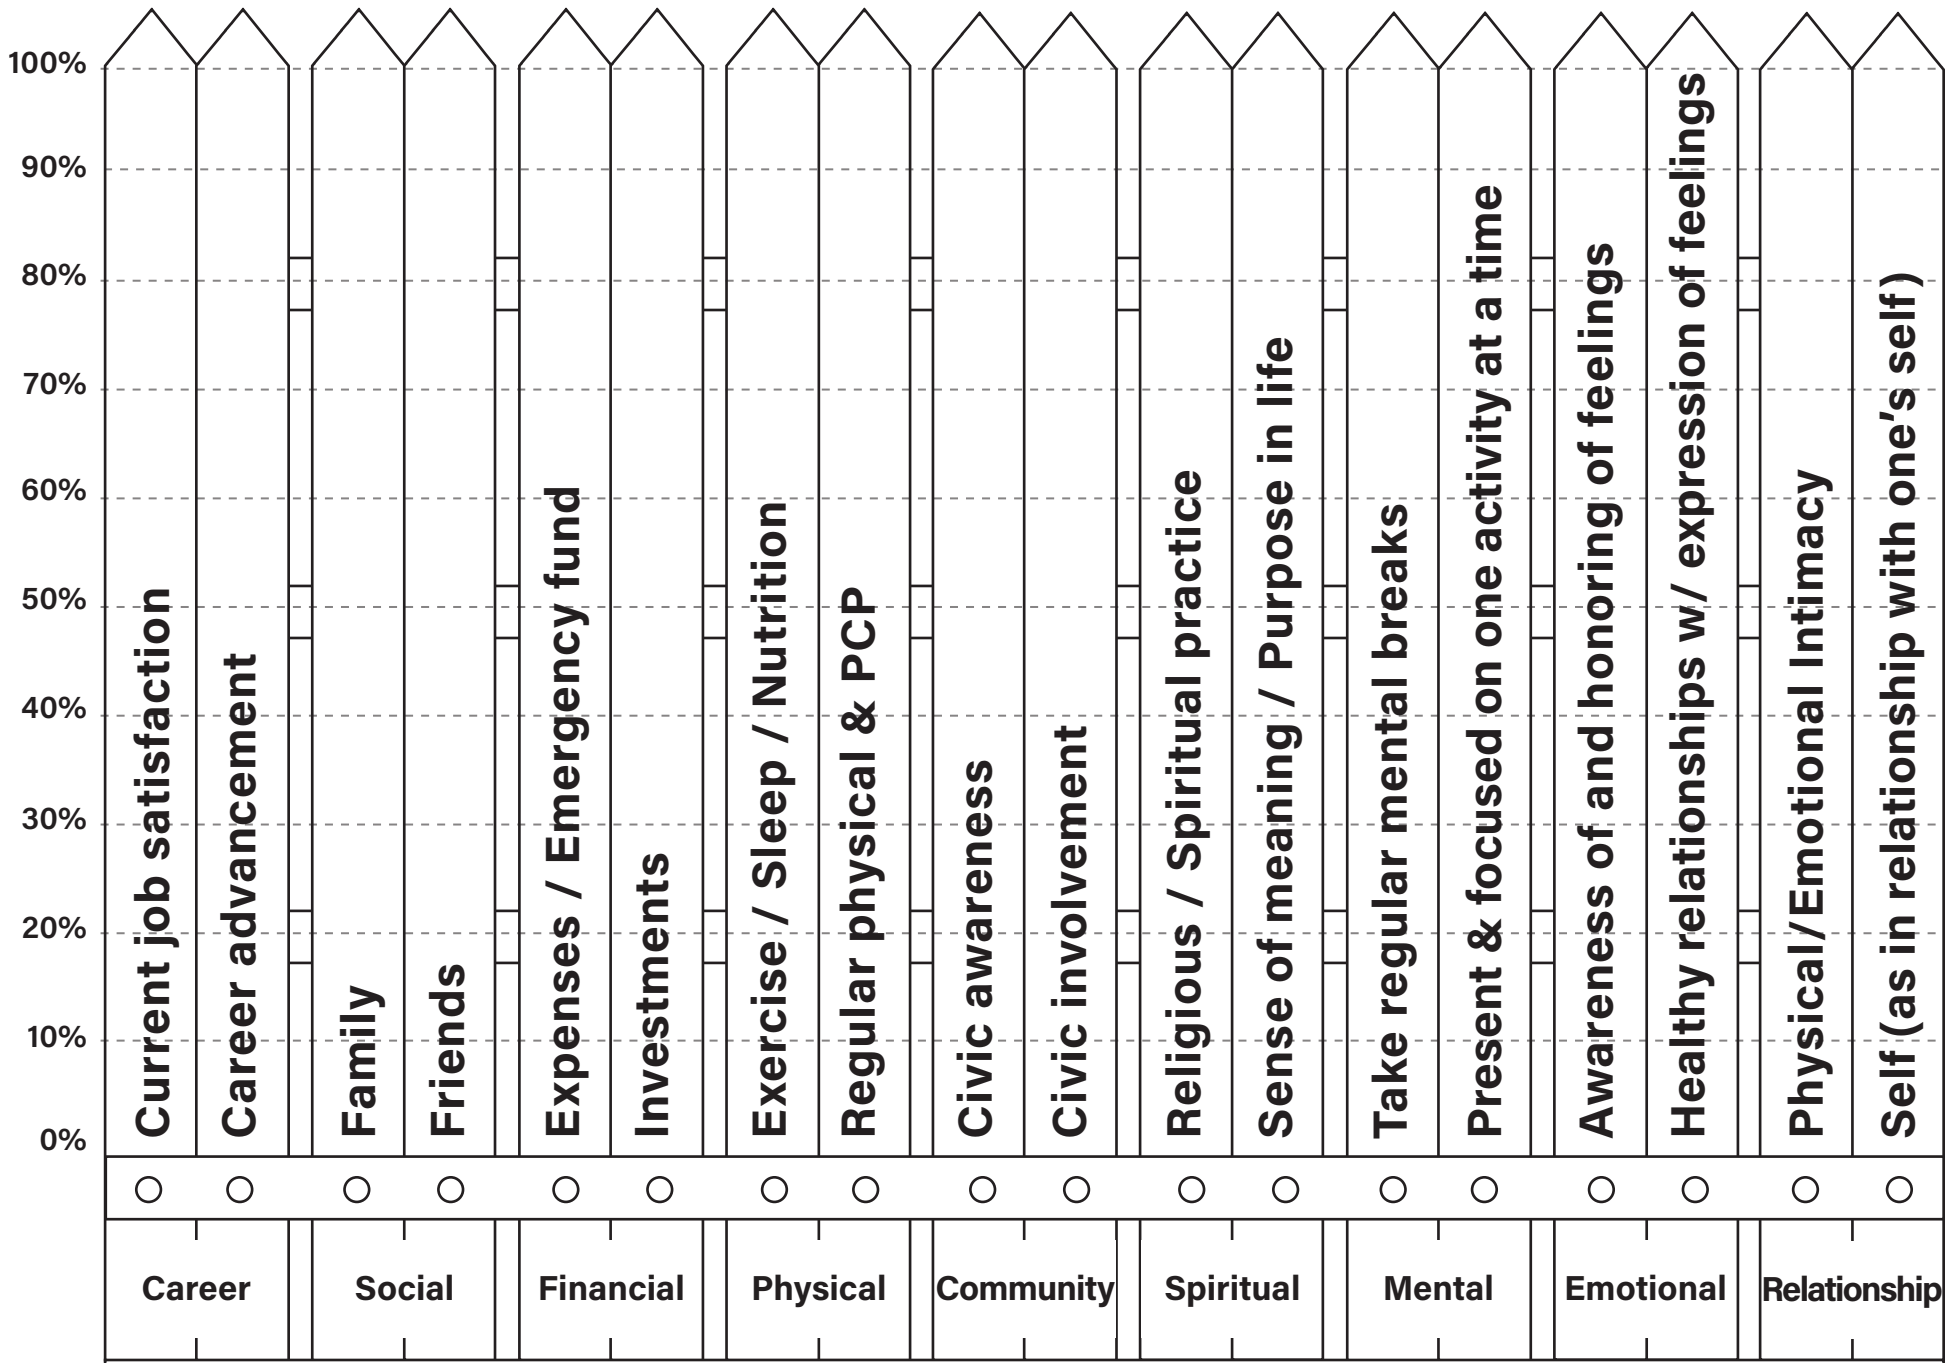 100%
90%
80%
70%
60%
50%
40%
30%
20%
10%
0%
Current job satisfaction
Career advancement
Family
Friends
Expenses / Emergency fund
Investments
Exercise / Sleep / Nutrition
Regular physical & PCP
Civic awareness
Civic involvement
Religious / Spiritual practice
Sense of meaning / Purpose in life
Take regular mental breaks
Present & focused on one activity at a time
Awareness of and honoring of feelings
Healthy relationships w/ expression of feelings
Physical/Emotional Intimacy
Self (as in relationship with one's self)
Career
Social
Financial
Physical
Community
Spiritual
Mental
Emotional
Relationship